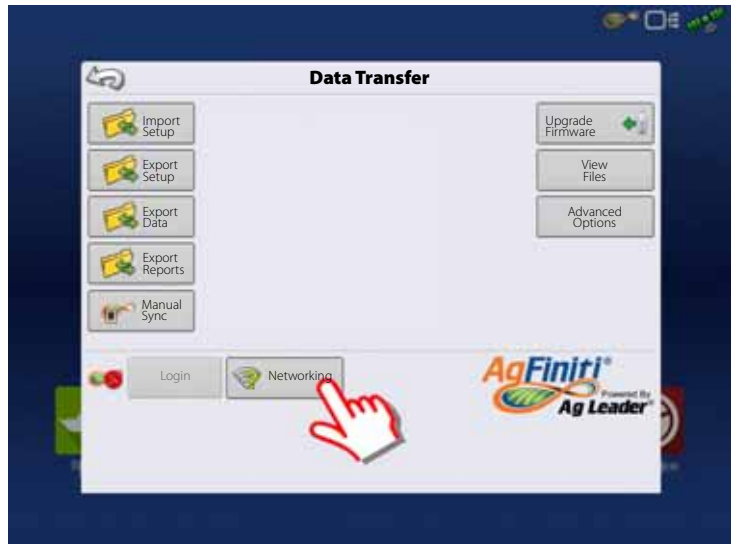 Data Transfer
Import
Setup
Export
Setup
Export
Data
Export
Reports
Manual
Sync
Upgrade
Firmware
View
Files
Advanced
Options
Login
Networking
AgFiniti®
Powered By
Ag Leader®